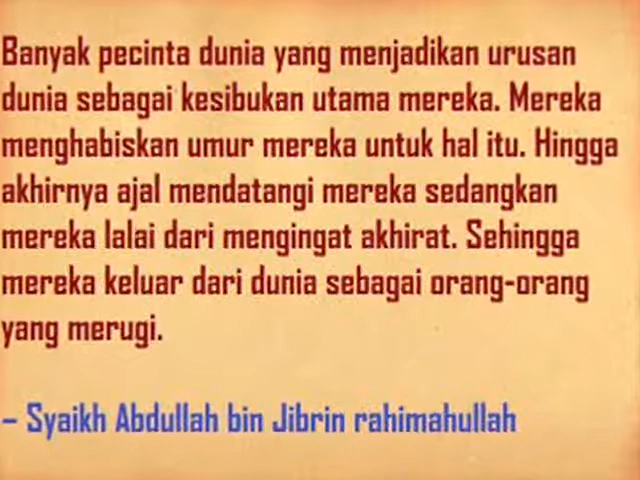 Banyak pecinta dunia yang menjadikan urusan
dunia sebagai kesibukan utama mereka. Mereka
menghabiskan umur mereka untuk hal itu. Hingga
akhirnya ajal mendatangi mereka sedangkan
mereka lalai dari mengingat akhirat. Sehingga
mereka keluar dari dunia sebagai orang-orang
yang merugi.
– Syaikh Abdullah bin Jibrin rahimahullah